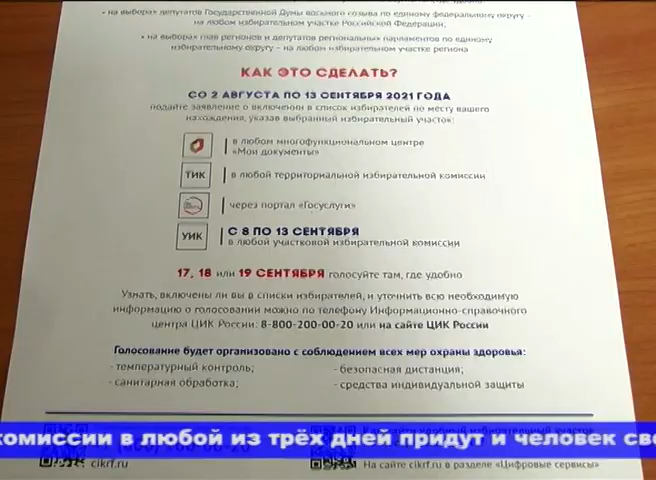 • на выборах депутатов Государственной Думы восьмого созыва по единому федеральному округу -
на любом избирательном участке Российской Федерации;
• на выборах глав регионов и депутатов региональных парламентов по единому
избирательному округу – на любом избирательном участке региона
КАК ЭТО СДЕЛАТЬ?
СО 2 АВГУСТА ПО 13 СЕНТЯБРЯ 2021 ГОДА
подайте заявление о включении в список избирателей по месту вашего
нахождения, указав выбранный избирательный участок:
в любом многофункциональном центре
«Мои документы»
ТИК в любой территориальной избирательной комиссии
через портал «Госуслуги»
УИК С 8 ПО 13 СЕНТЯБРЯ
в любой участковой избирательной комиссии
17, 18 или 19 СЕНТЯБРЯ голосуйте там, где удобно
Узнать, включены ли вы в списки избирателей, и уточнить всю необходимую
информацию о голосовании можно по телефону Информационно-справочного
центра ЦИК России: 8-800-200-00-20 или на сайте ЦИК России
Голосование будет организовано с соблюдением всех мер охраны здоровья:
- температурный контроль; - безопасная дистанция;
- санитарная обработка; - средства индивидуальной защиты
комиссии в любой из трёх дней придут и человек св
cikrf.ru На сайте cikrf.ru в разделе «Цифровые сервисы»